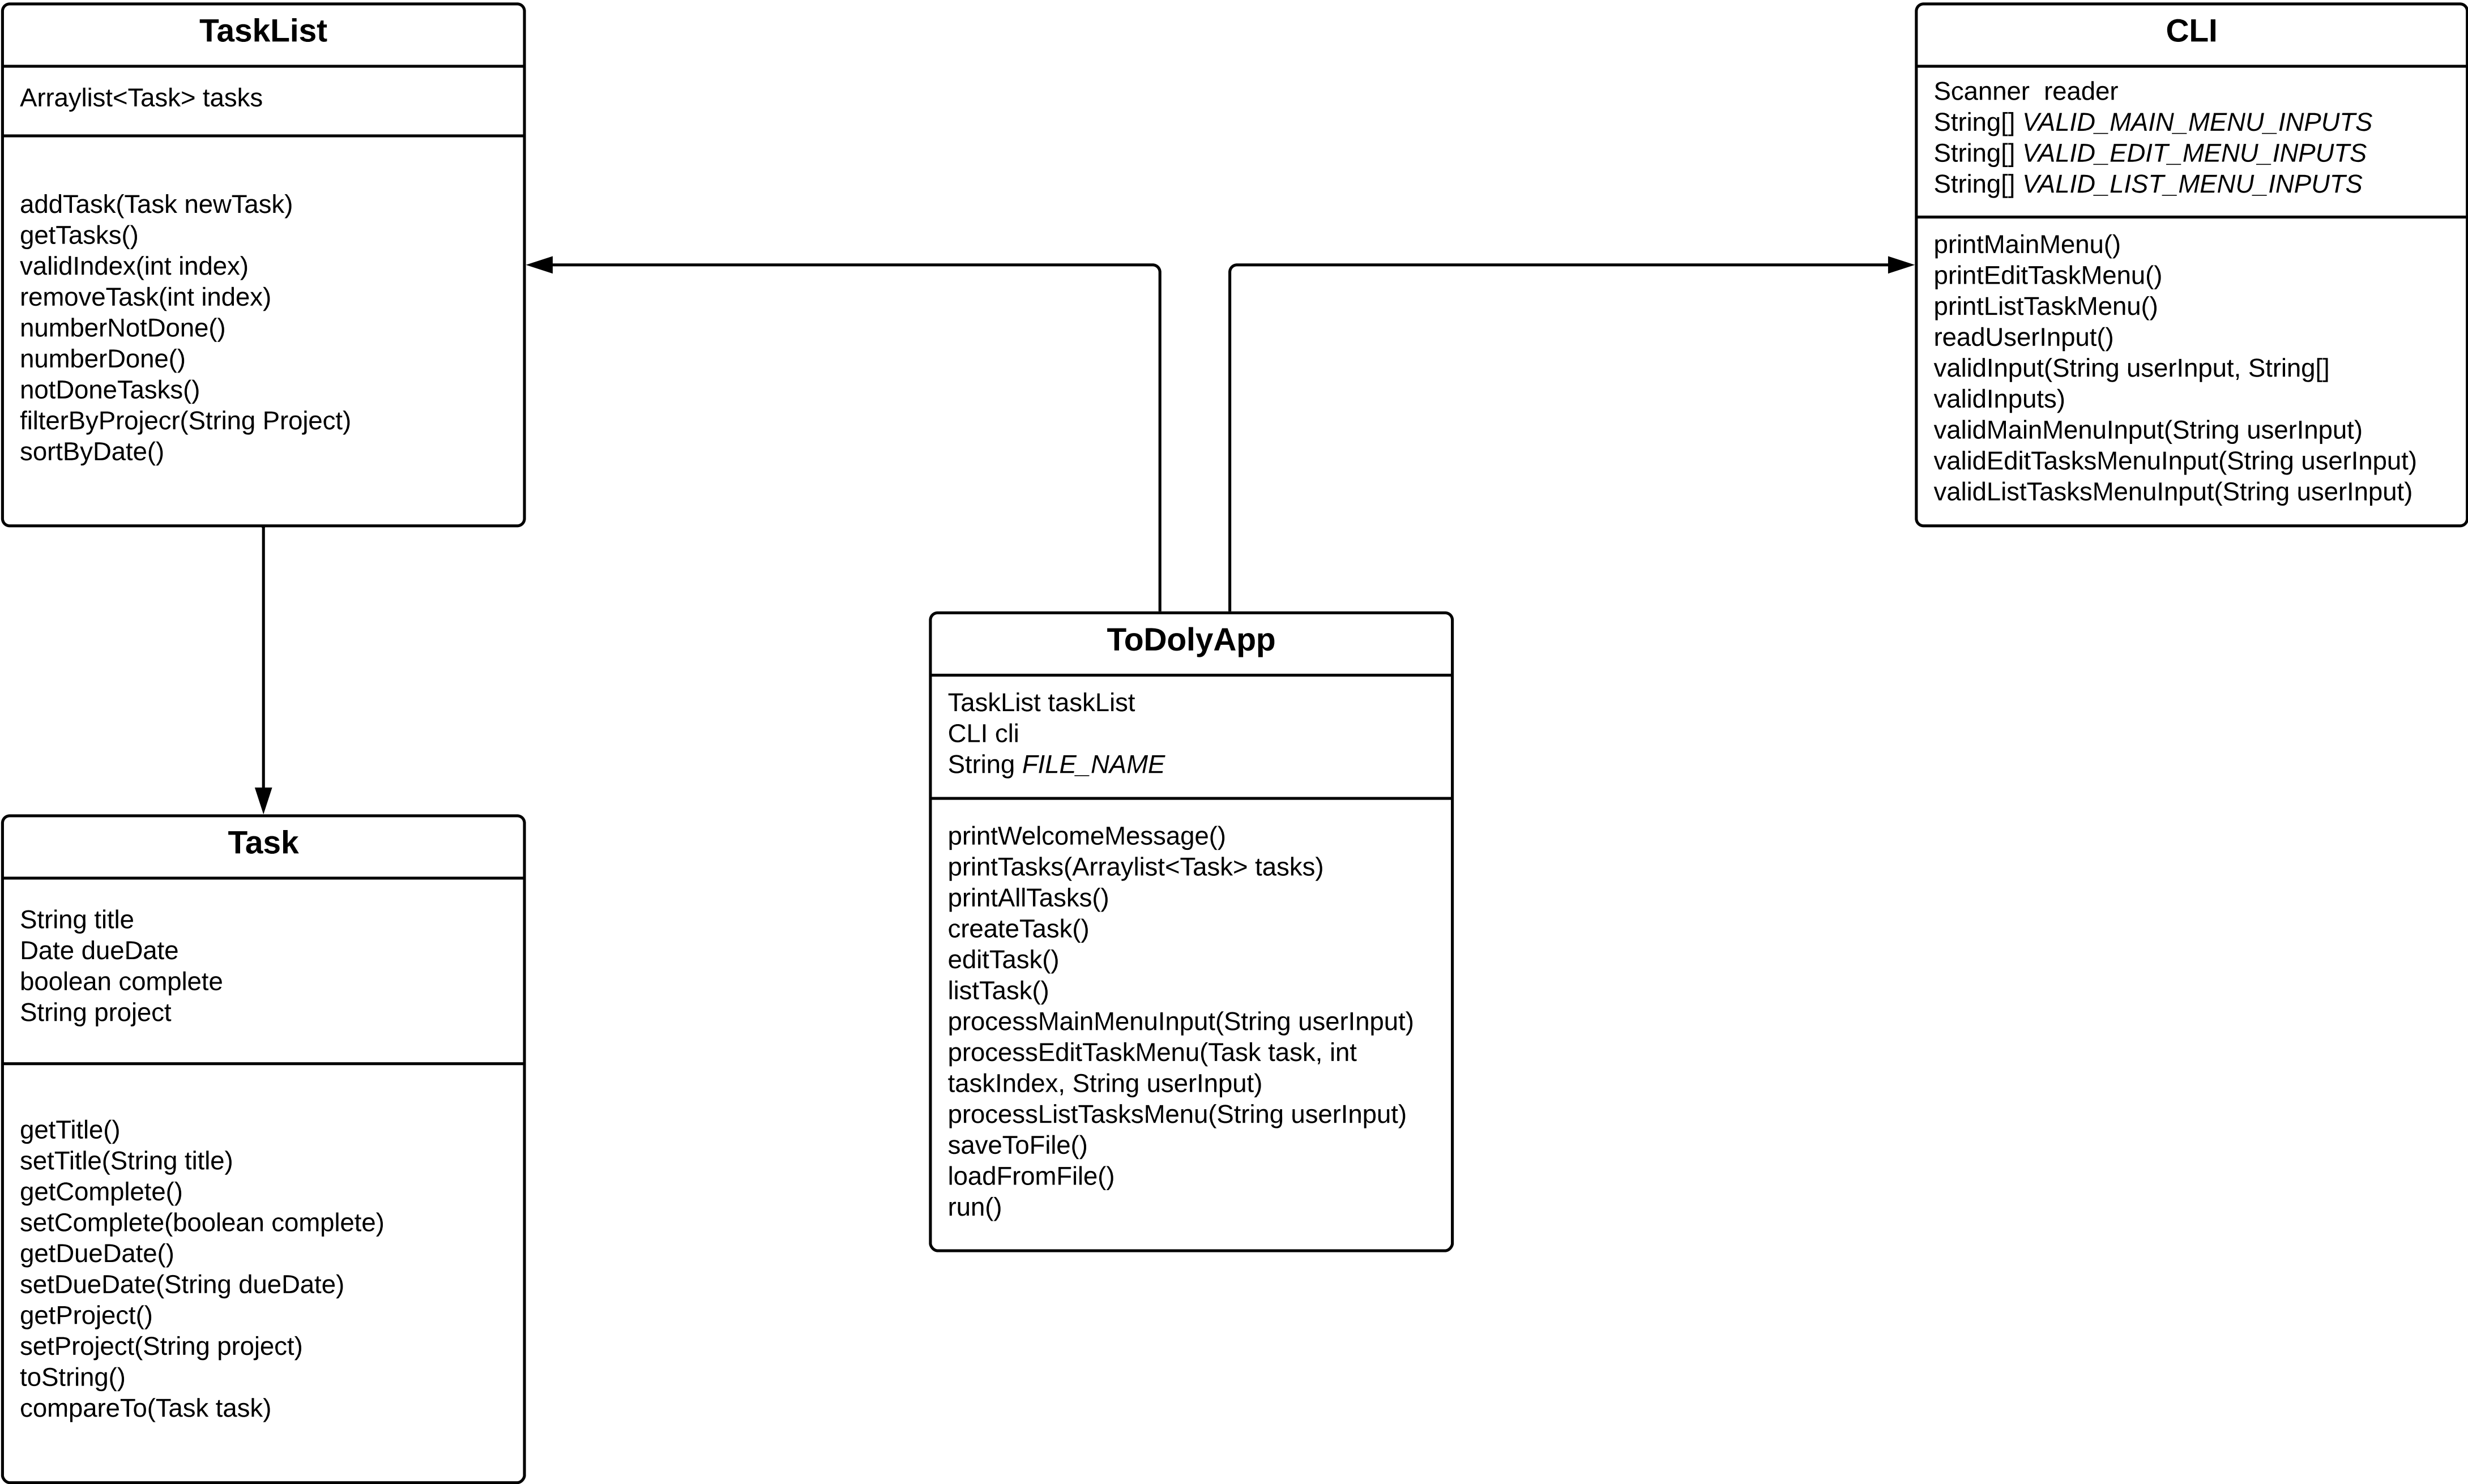 TaskList
Arraylist<Task> tasks
addTask(Task newTask)
getTasks()
validIndex(int index)
removeTask(int index)
numberNotDone()
numberDone()
notDoneTasks()
filterByProjecr(String Project)
sortByDate()
CLI
Scanner  reader
String[] VALID_MAIN_MENU_INPUTS
String[] VALID_EDIT_MENU_INPUTS
String[] VALID_LIST_MENU_INPUTS
printMainMenu()
printEditTaskMenu()
printListTaskMenu()
readUserInput()
validInput(String userInput, String[]
validInputs)
validMainMenuInput(String userInput)
validEditTasksMenuInput(String userInput)
validListTasksMenuInput(String userInput)
ToDolyApp
TaskList taskList
CLI cli
String FILE_NAME
printWelcomeMessage()
printTasks(Arraylist<Task> tasks)
printAllTasks()
createTask()
editTask()
listTask()
processMainMenuInput(String userInput)
processEditTaskMenu(Task task, int
taskIndex, String userInput)
processListTasksMenu(String userInput)
saveToFile()
loadFromFile()
run()
Task
String title
Date dueDate
boolean complete
String project
getTitle()
setTitle(String title)
getComplete()
setComplete(boolean complete)
getDueDate()
setDueDate(String dueDate)
getProject()
setProject(String project)
toString()
compareTo(Task task)